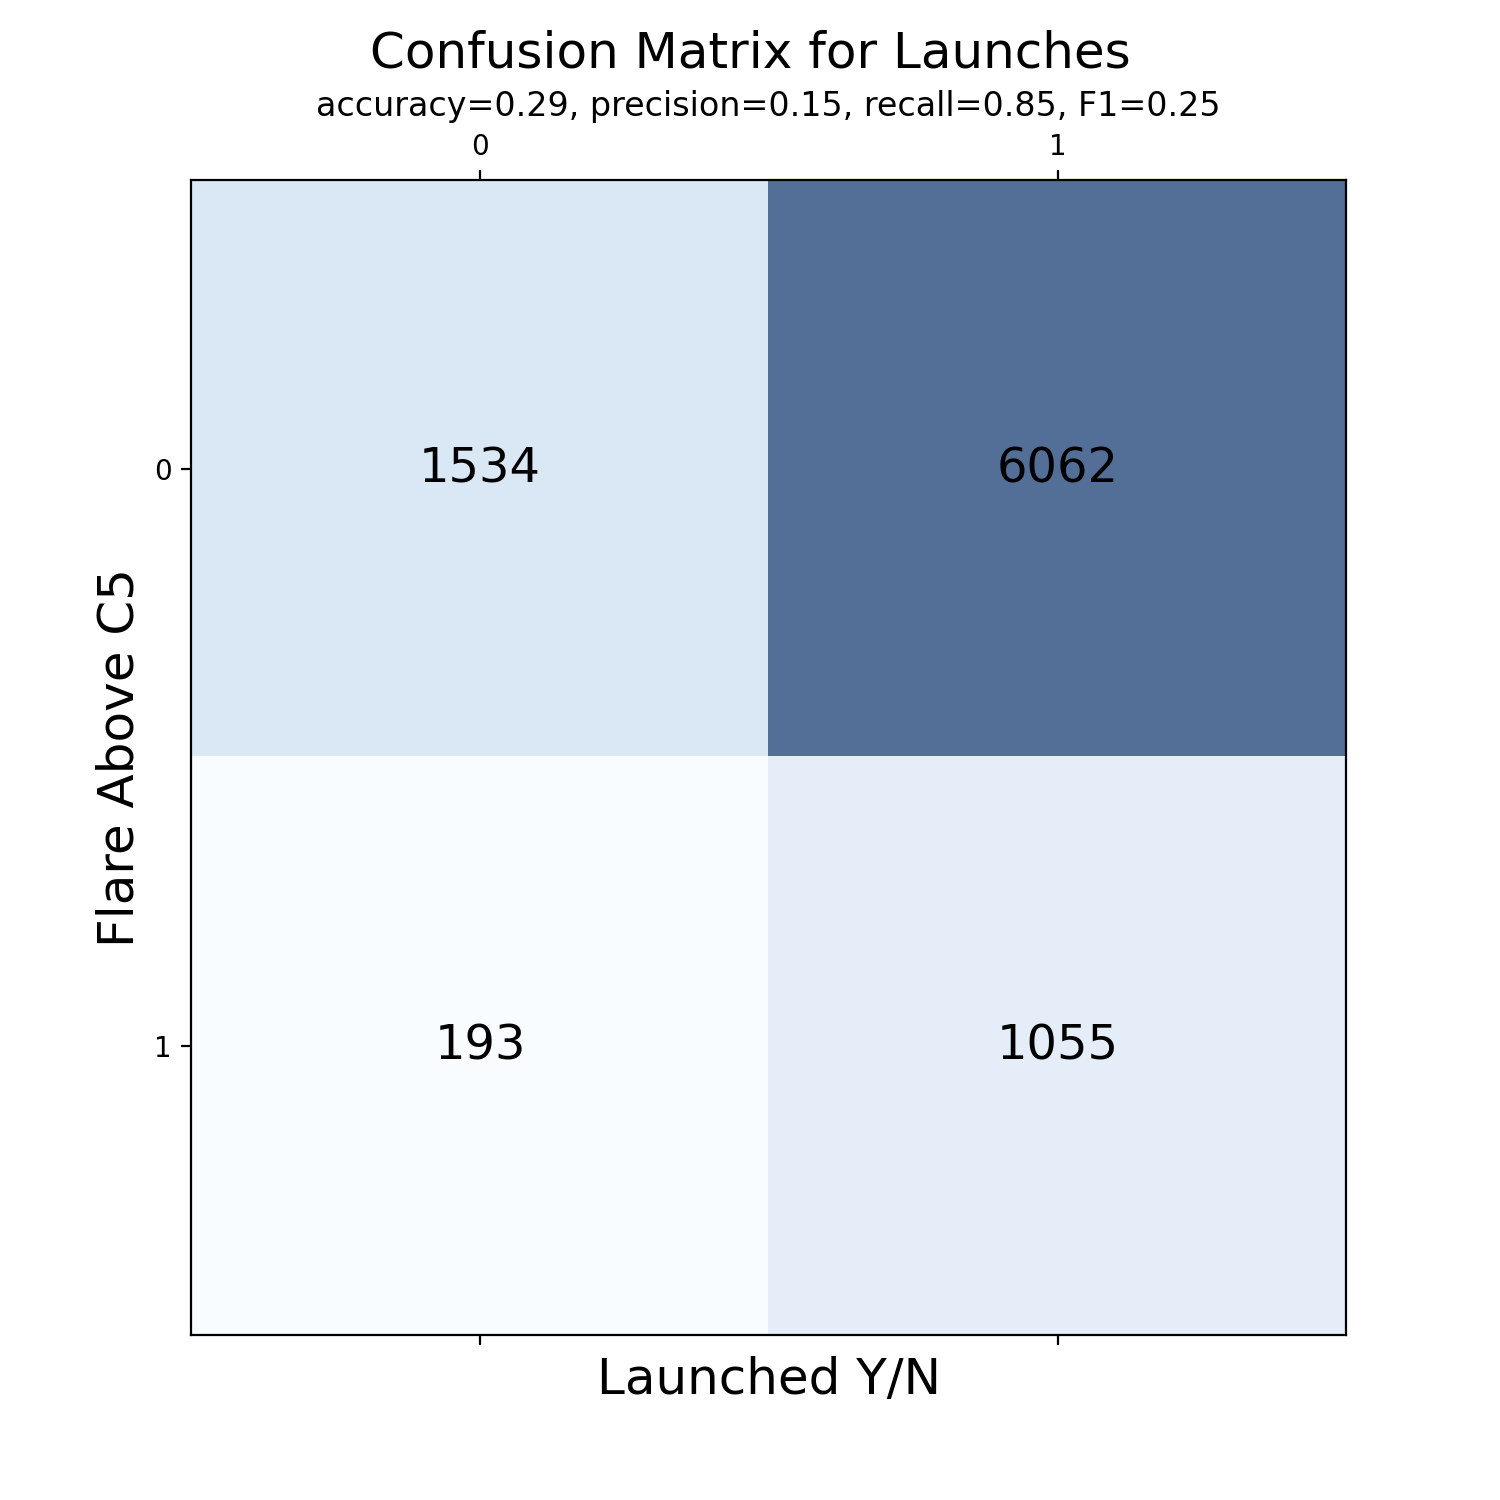 Confusion Matrix for Launches
accuracy=0.29, precision=0.15, recall=0.85, F1=0.25
0 1
0 1534 6062
Flare Above C5
1 193 1055
Launched Y/N